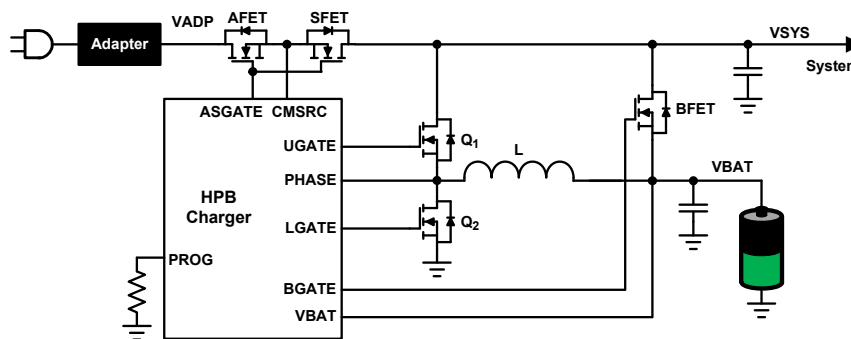 VADP
AFET
SFET
Adapter
VSYS
System
ASGATE
CMSRC
BFET
UGATE
Q1
L
PHASE
VBAT
HPB
Charger
LGATE
Q2
PROG
BGATE
VBAT